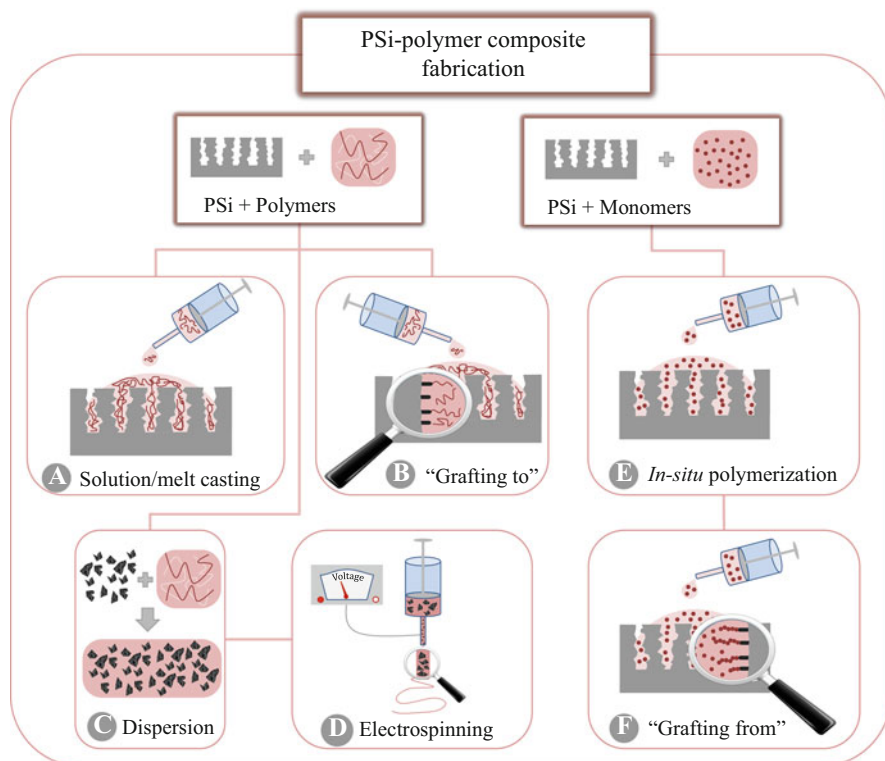 PSi-polymer composite
fabrication
PSi + Polymers
PSi + Monomers
A Solution/melt casting
B “Grafting to”
E In-situ polymerization
Voltage
C Dispersion
D Electrospinning
F “Grafting from”